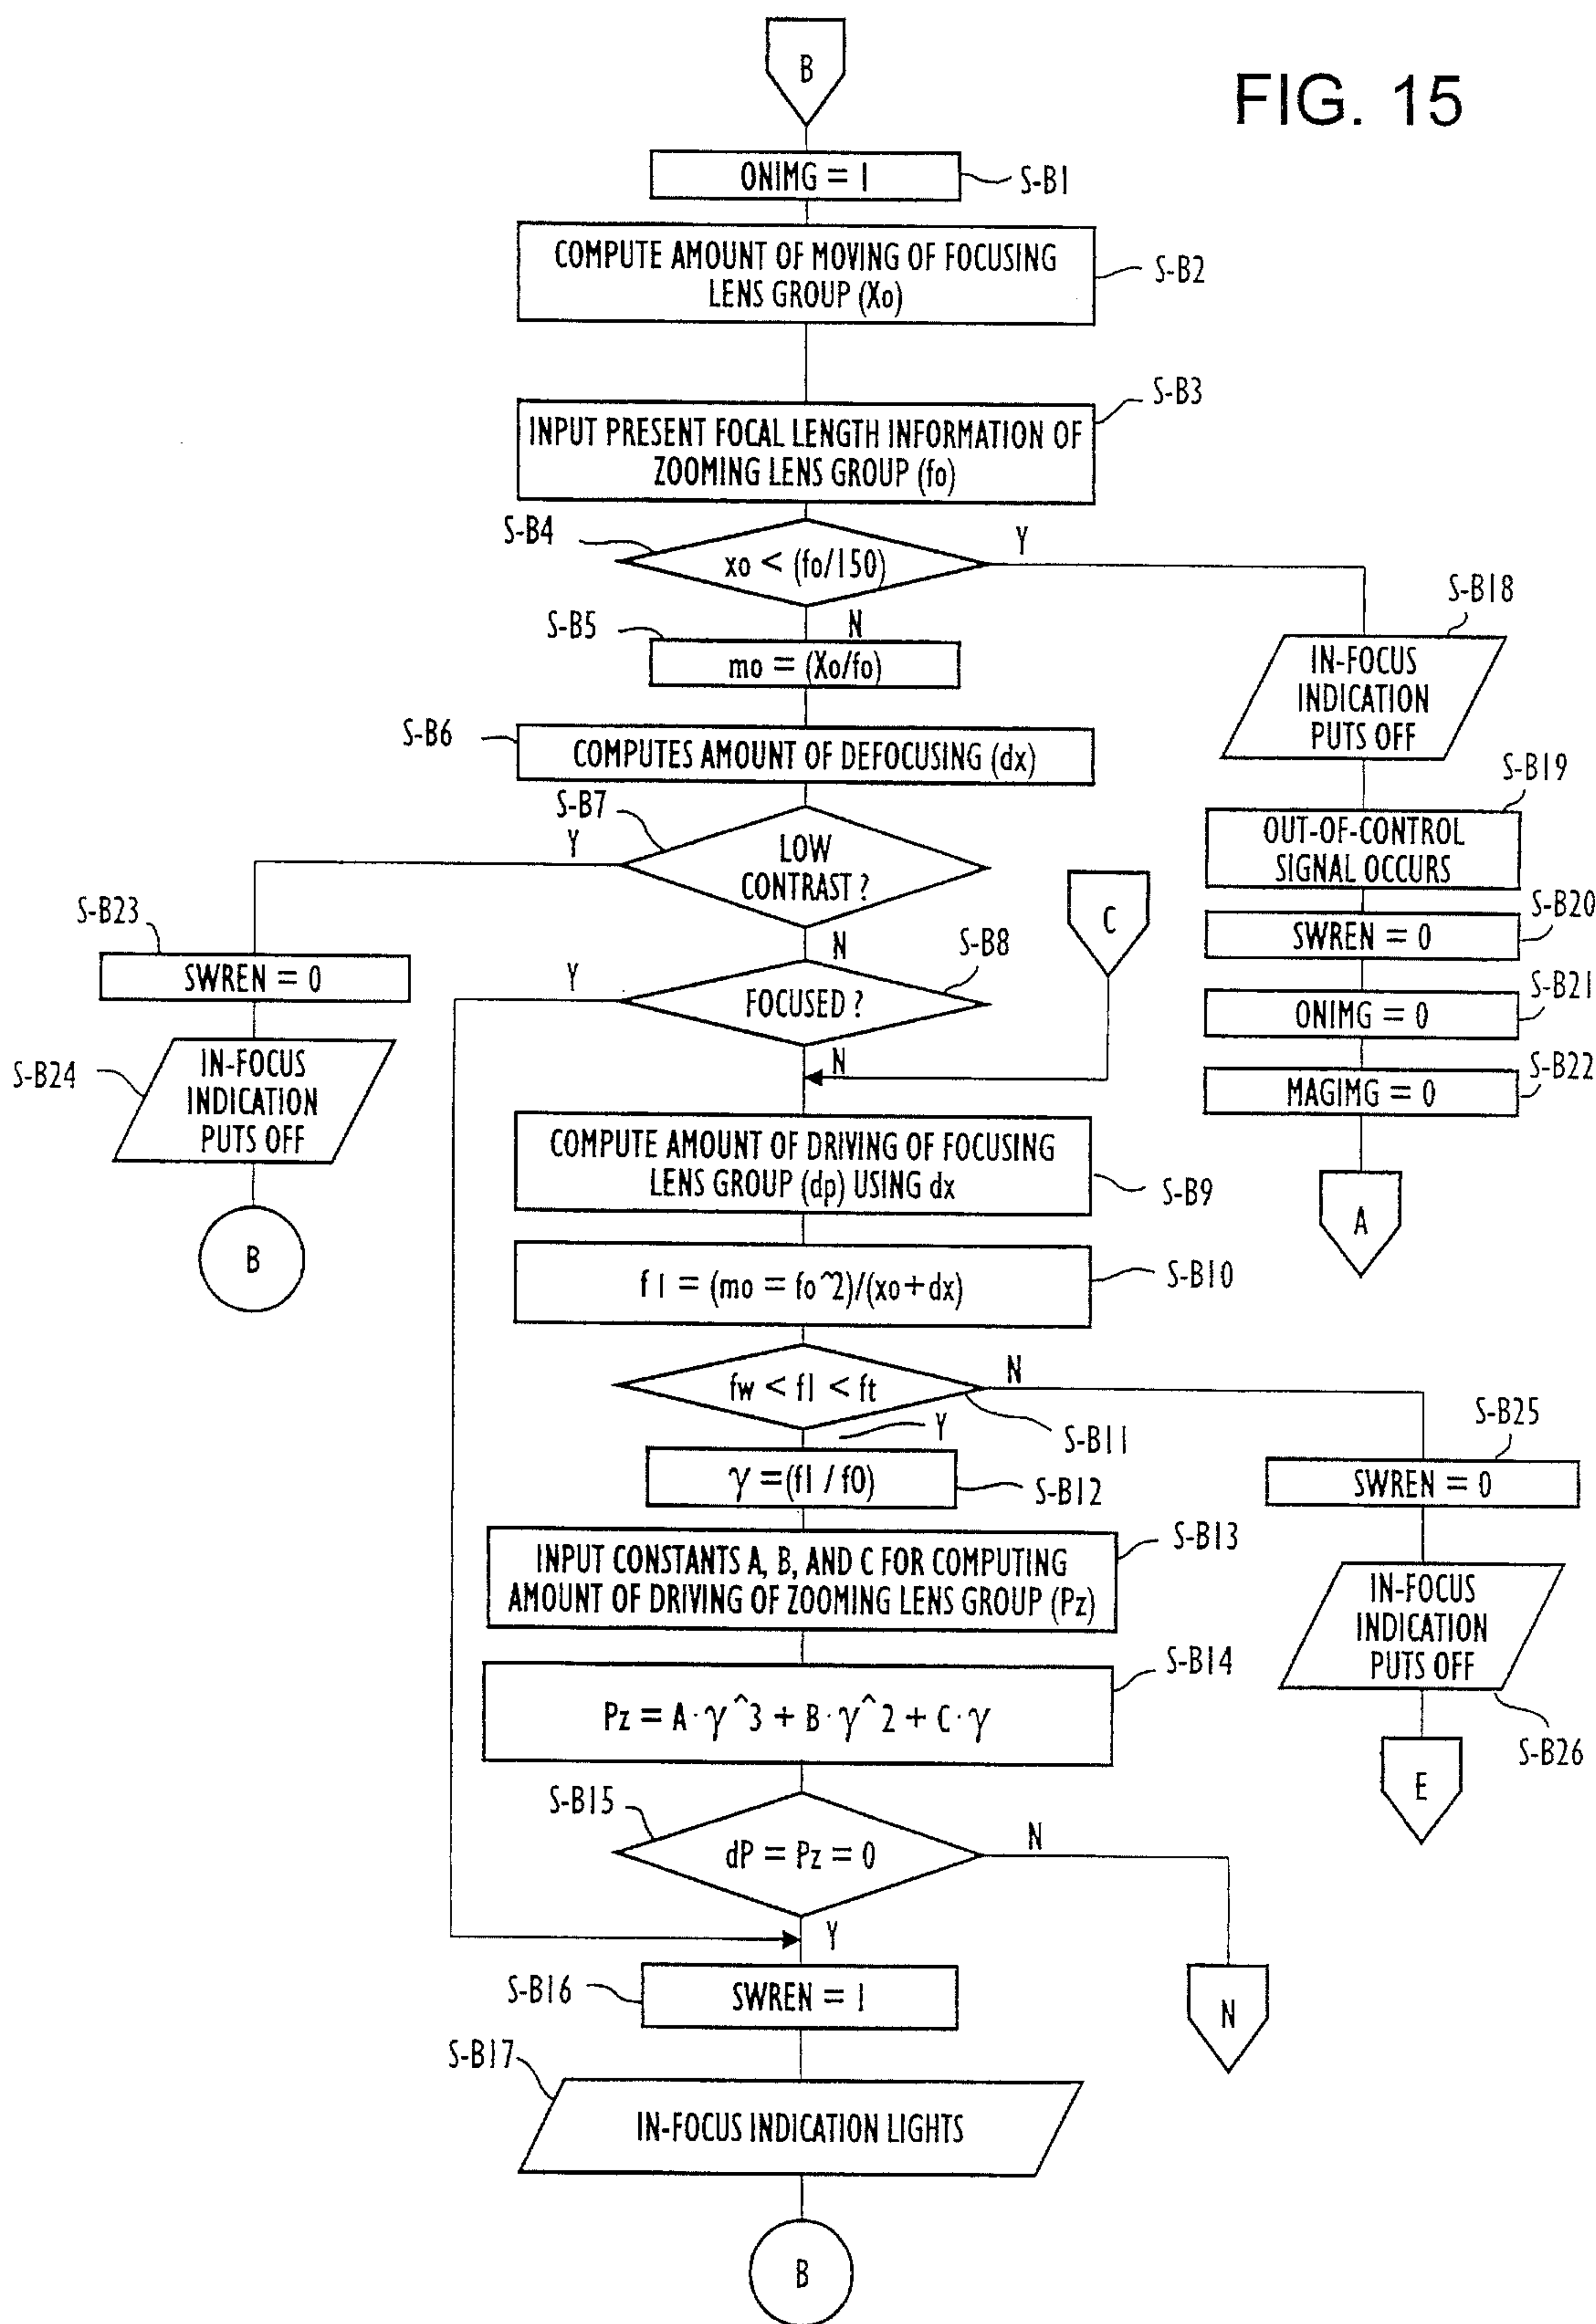 B
FIG. 15
ONIMG = 1
S-B1
COMPUTE AMOUNT OF MOVING OF FOCUSING
LENS GROUP (Xo)
S-B2
S-B3
INPUT PRESENT FOCAL LENGTH INFORMATION OF
ZOOMING LENS GROUP (fo)
S-B4
xo < (fo/150)
Y
N
S-B5
mo = (Xo/fo)
S-B18
IN-FOCUS
INDICATION
PUTS OFF
S-B6
COMPUTES AMOUNT OF DEFOCUSING (dx)
S-B7
LOW
CONTRAST ?
Y
N
S-B19
OUT-OF-CONTROL
SIGNAL OCCURS
S-B20
SWREN = 0
S-B21
ONIMG = 0
S-B22
MAGIMG = 0
A
C
S-B23
SWREN = 0
S-B24
IN-FOCUS
INDICATION
PUTS OFF
B
S-B8
FOCUSED ?
Y
N
COMPUTE AMOUNT OF DRIVING OF FOCUSING
LENS GROUP (dp) USING dx
S-B9
f1 = (mo = fo^2)/(xo+dx)
S-B10
fw < f1 < ft
N
Y
S-B11
γ =(f1 / f0)
S-B12
S-B25
SWREN = 0
INPUT CONSTANTS A, B, AND C FOR COMPUTING
AMOUNT OF DRIVING OF ZOOMING LENS GROUP (Pz)
S-B13
IN-FOCUS
INDICATION
PUTS OFF
S-B26
E
S-B14
Pz = A·γ^3 + B·γ^2 + C·γ
S-B15
dP = Pz = 0
N
Y
N
S-B16
SWREN = 1
S-B17
IN-FOCUS INDICATION LIGHTS
B